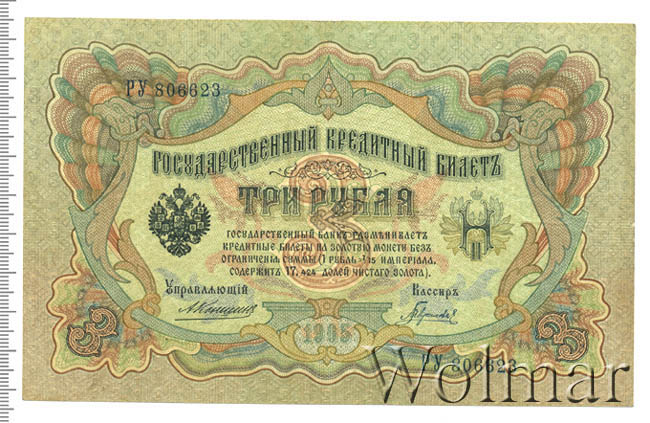 РУ 806623
Государственный кредитный билетъ
ТРИ РУБЛЯ
Государственный банкъ размѣниваетъ
кредитные билеты на золотую монету безъ
ограниченія суммы (1 рубль = 1/15 империала,
содержитъ 17,424 долей чистаго золота).
Управляющій
Кассиръ
1905
РУ 806623
Wolmar